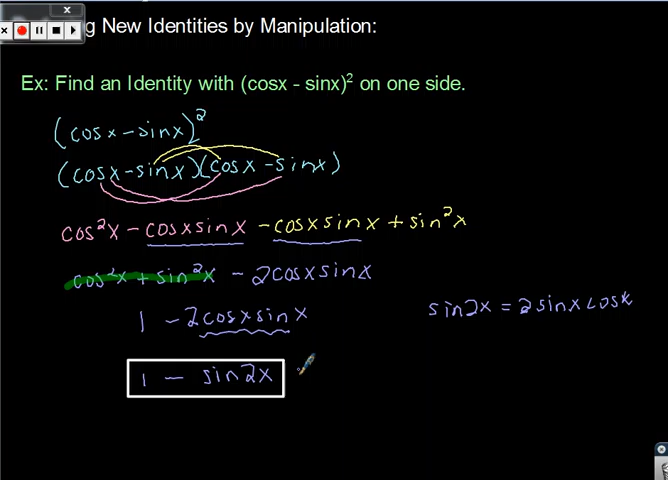 g New Identities by Manipulation:
Ex: Find an Identity with (cosx - sinx)² on one side.
(cosx - sinx)²
(cosx - sinx)(cosx - sinx)
cos²x - cosxsinx - cosxsinx + sin²x
cos²x + sin²x - 2cosxsinx
1 - 2cosxsinx
sin2x = 2sinxcosx
1 - sin2x